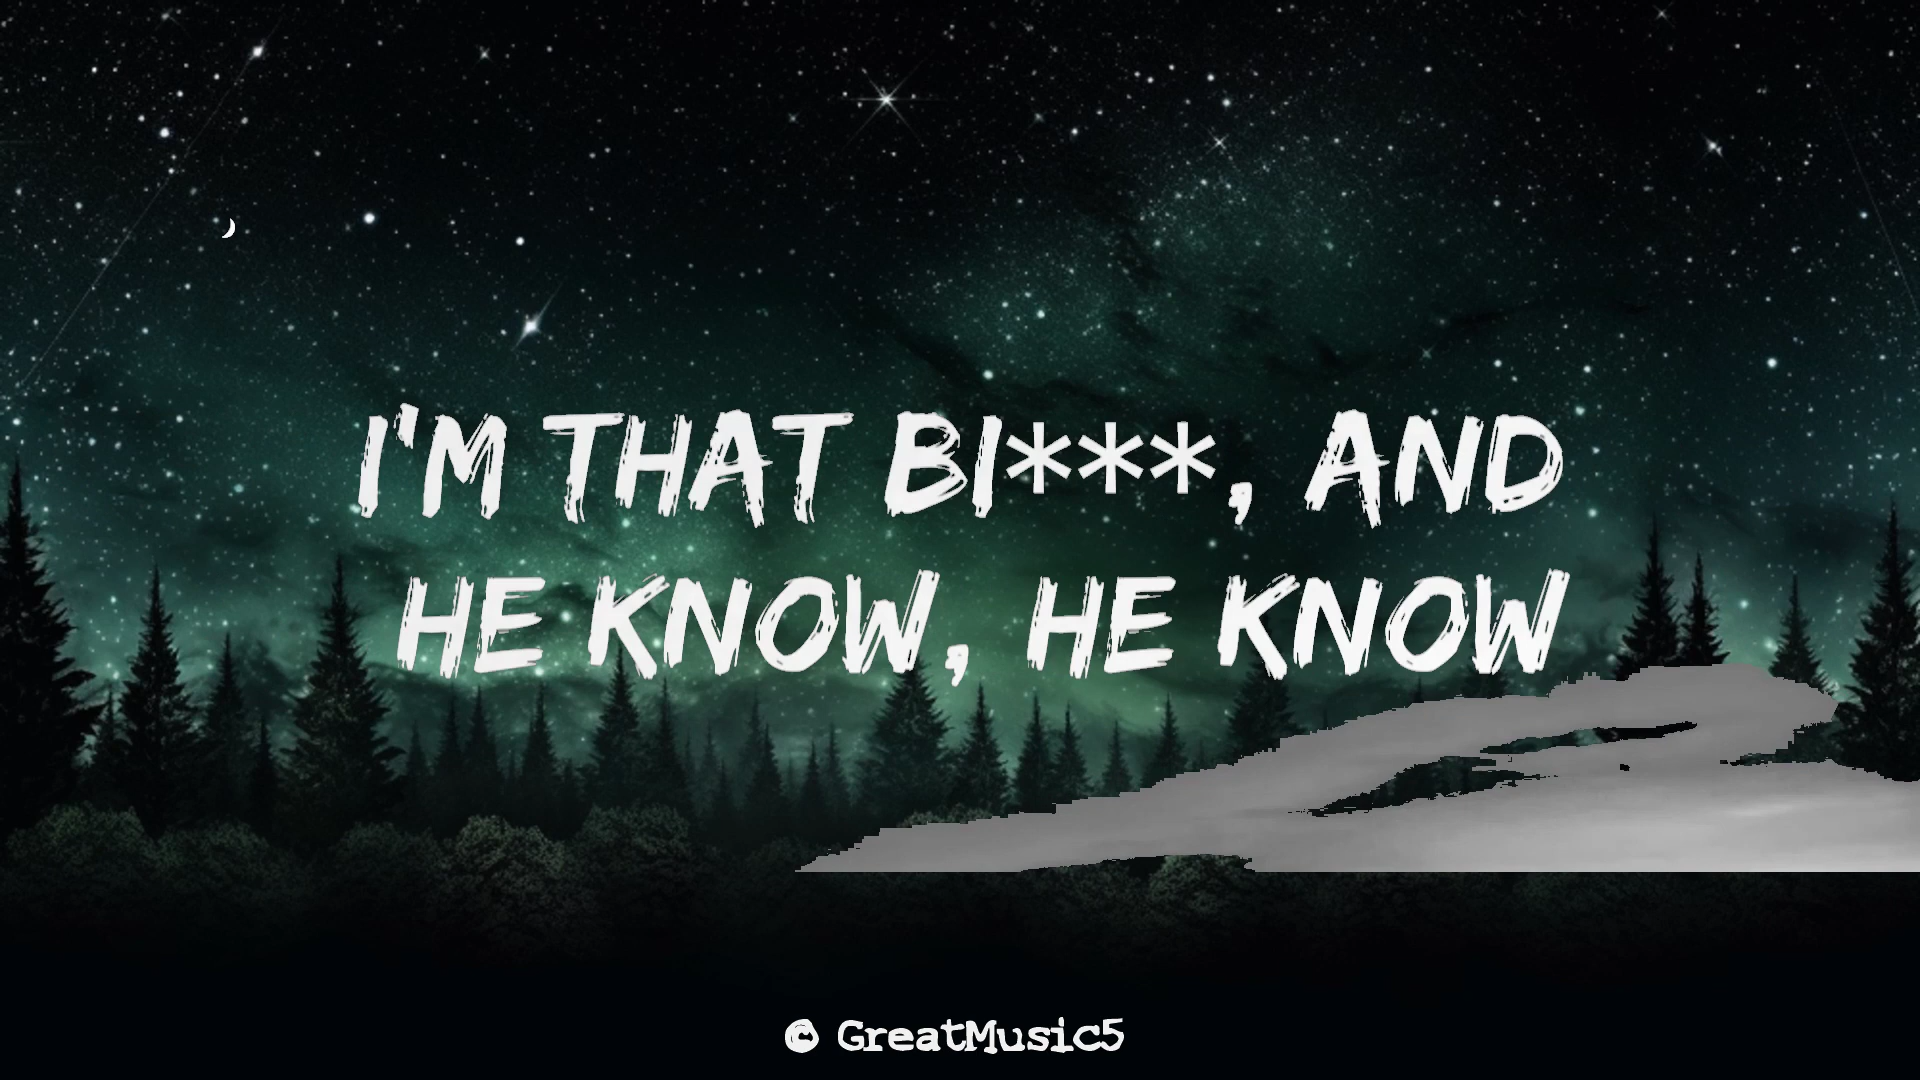 I'M THAT BI***, AND
HE KNOW, HE KNOW
© GreatMusic5